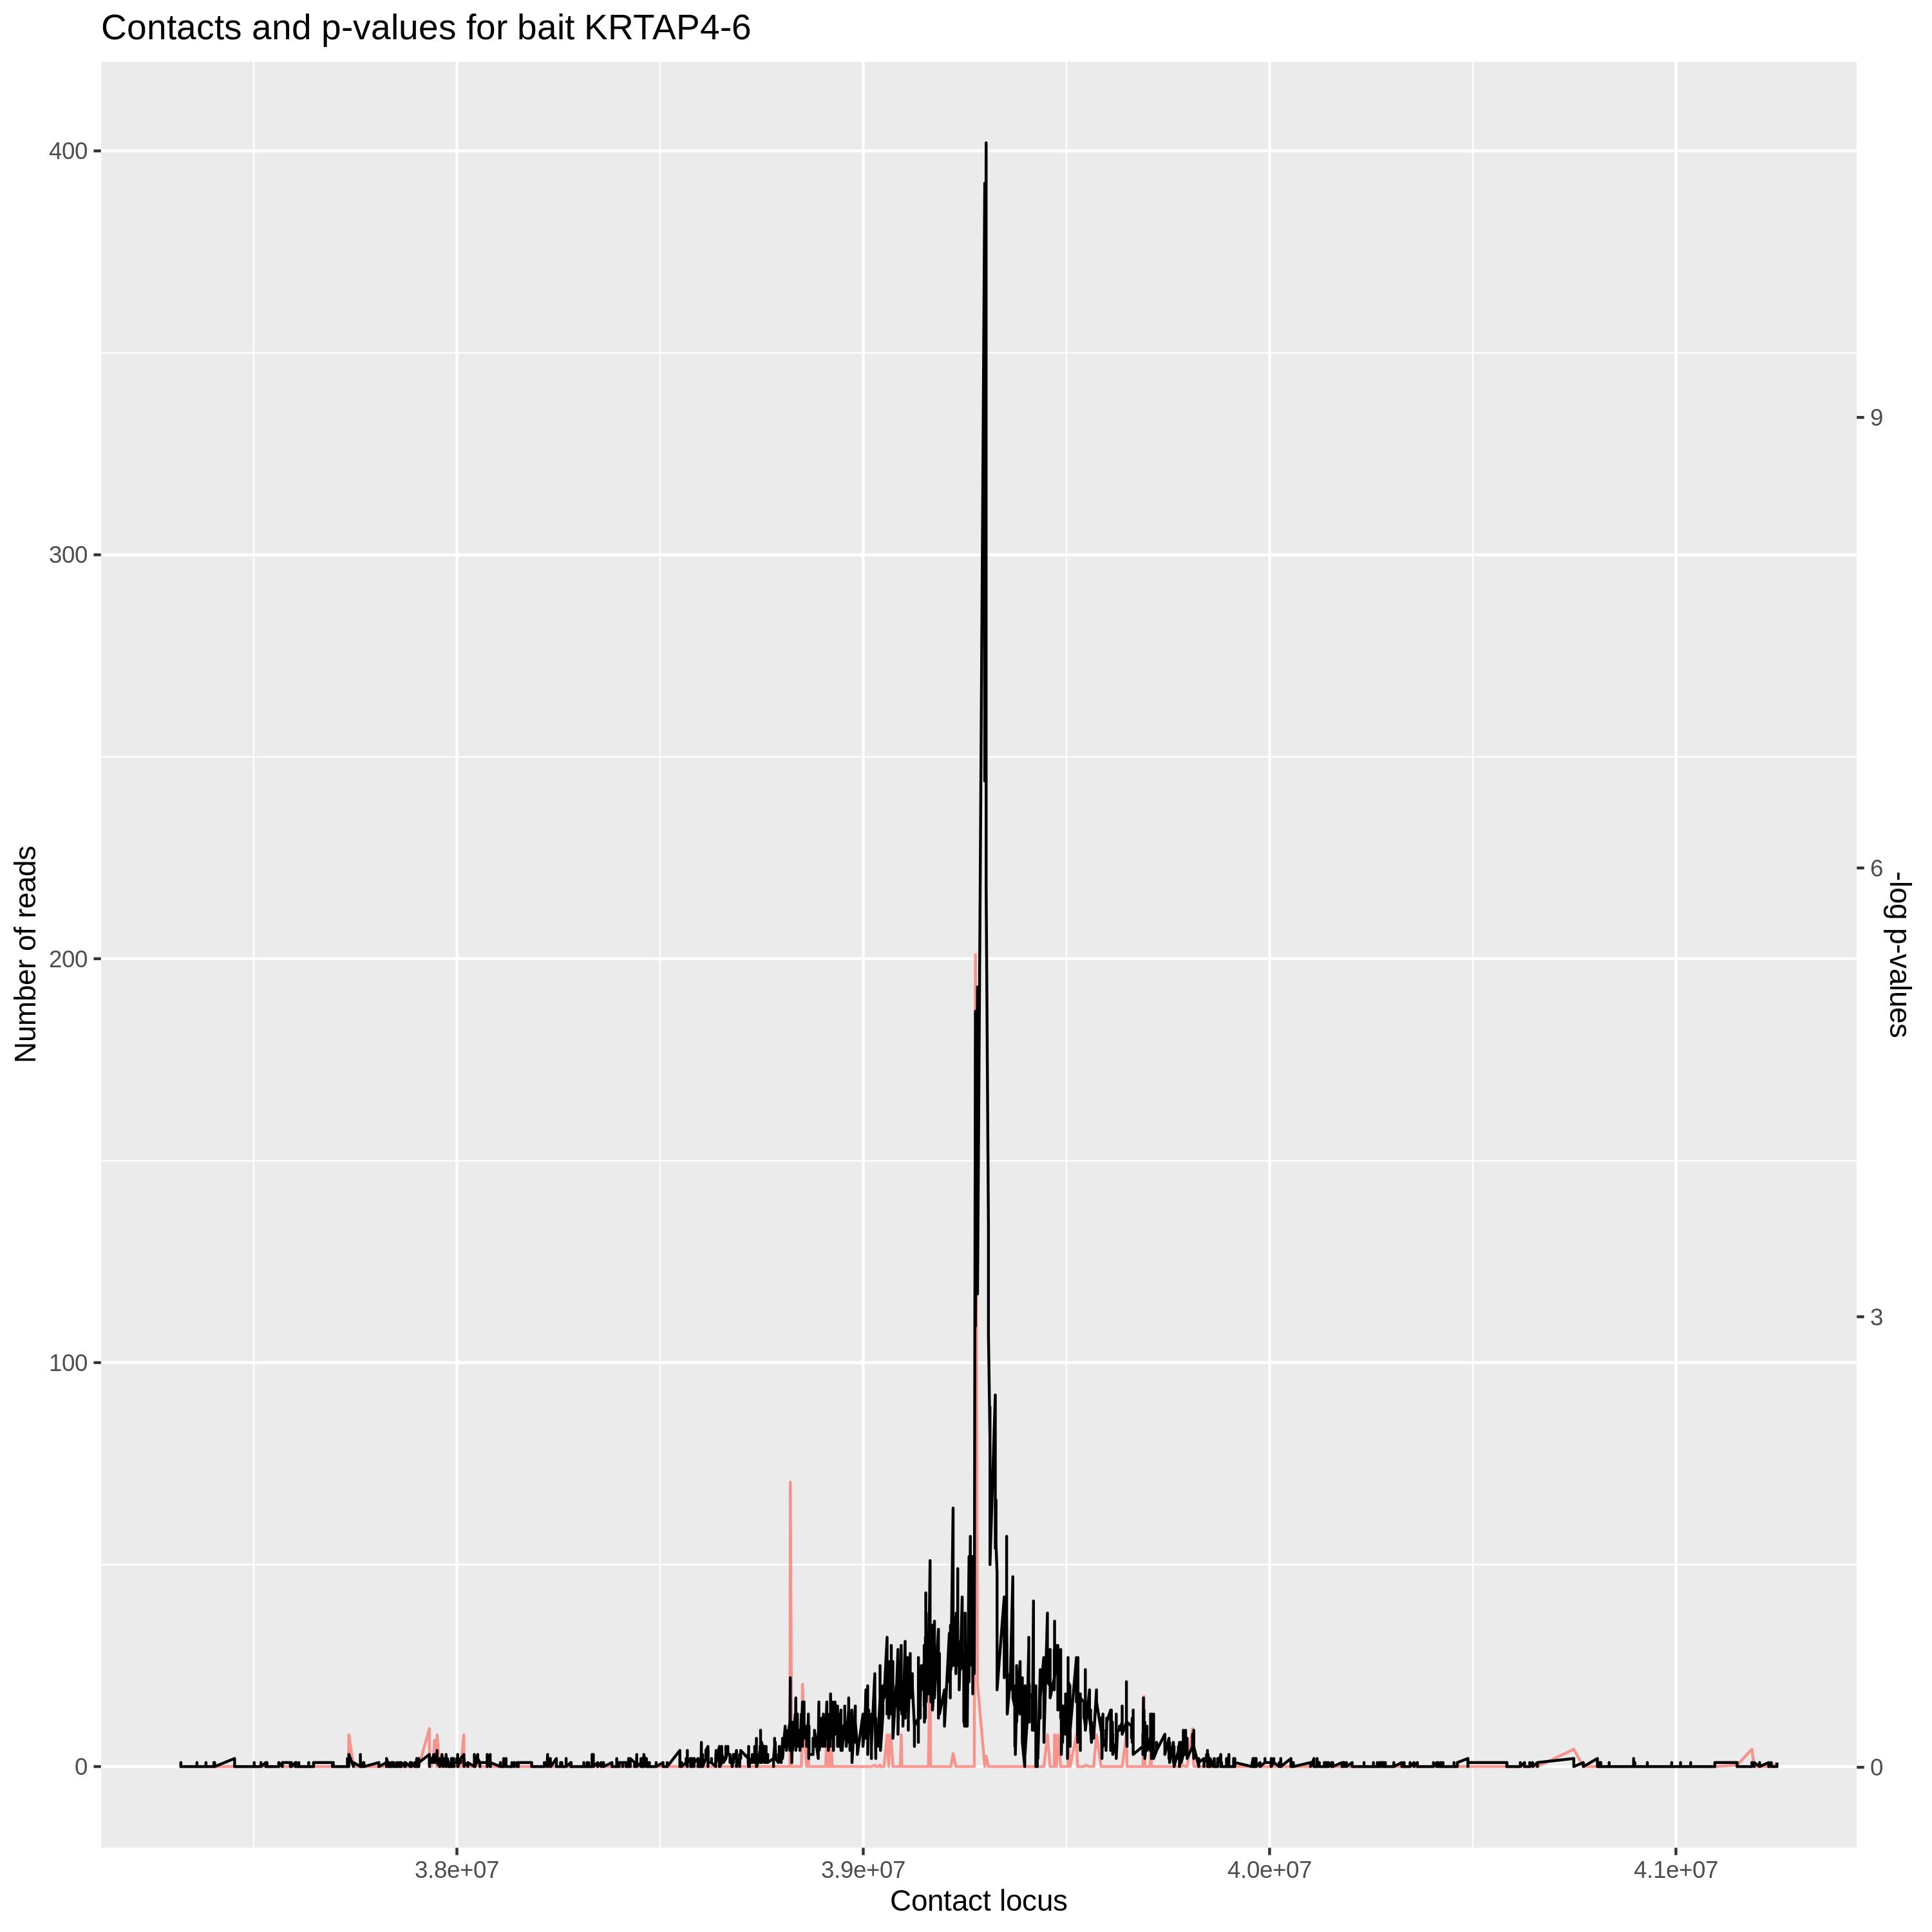 Contacts and p-values for bait KRTAP4-6
400
300
200
100
0
Number of reads
9
6
3
0
-log p-values
3.8e+07
3.9e+07
4.0e+07
4.1e+07
Contact locus